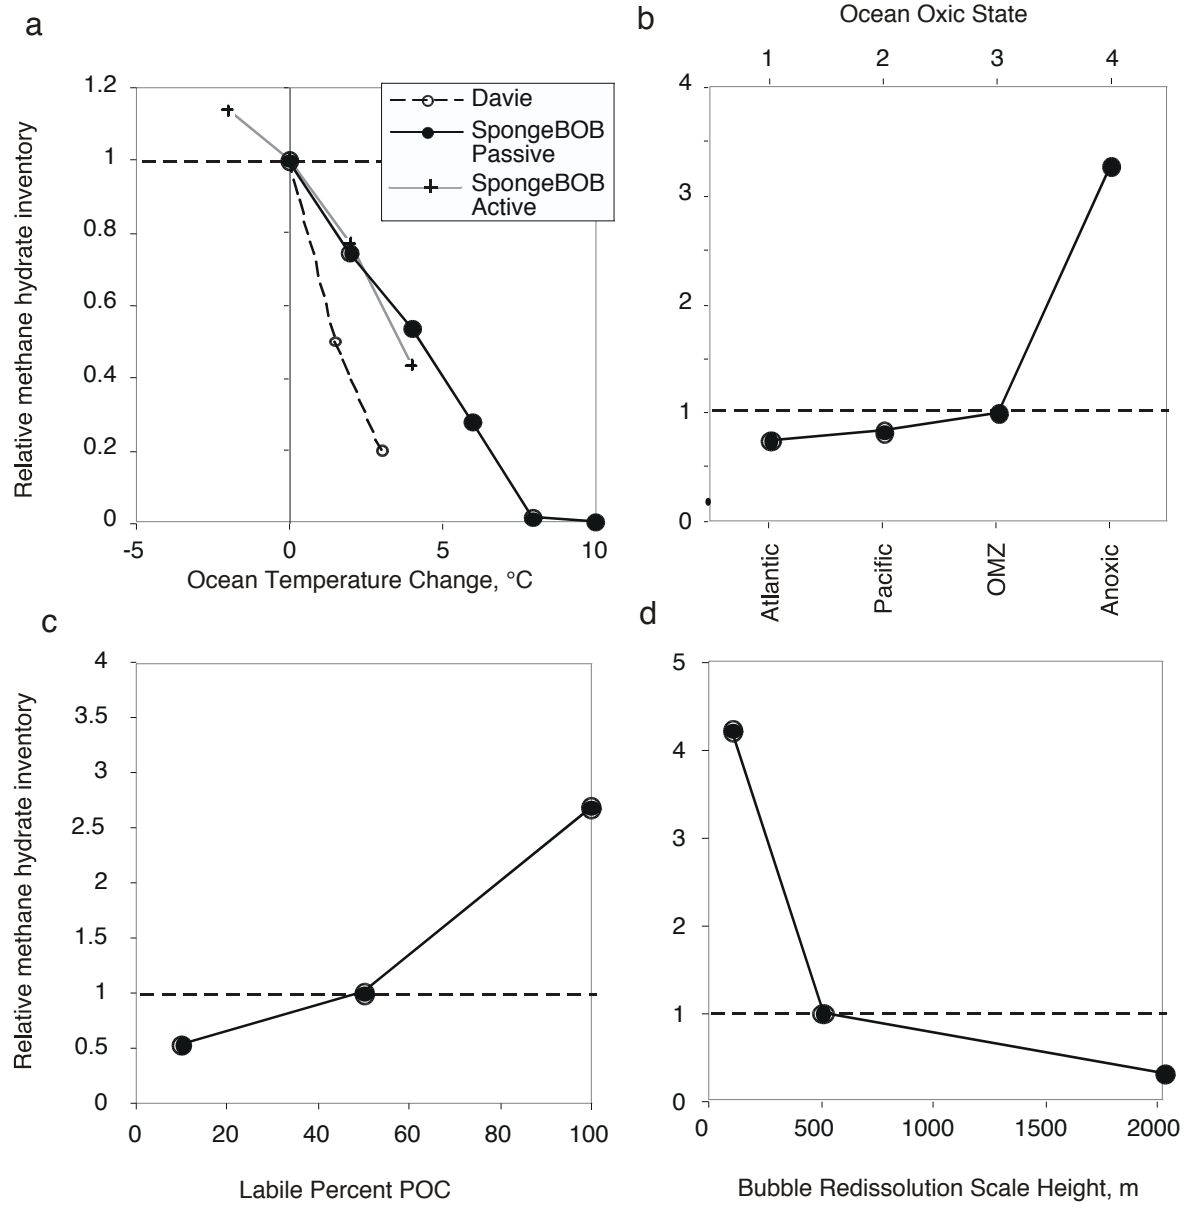 a
Relative methane hydrate inventory
1.2
1
0.8
0.6
0.4
0.2
0
-5
0
5
10
Ocean Temperature Change, °C
Davie
SpongeBOB
Passive
SpongeBOB
Active
b
Ocean Oxic State
1
2
3
4
4
3
2
1
0
Atlantic
Pacific
OMZ
Anoxic
c
Relative methane hydrate inventory
4
3.5
3
2.5
2
1.5
1
0.5
0
0
20
40
60
80
100
Labile Percent POC
d
5
4
3
2
1
0
0
500
1000
1500
2000
Bubble Redissolution Scale Height, m